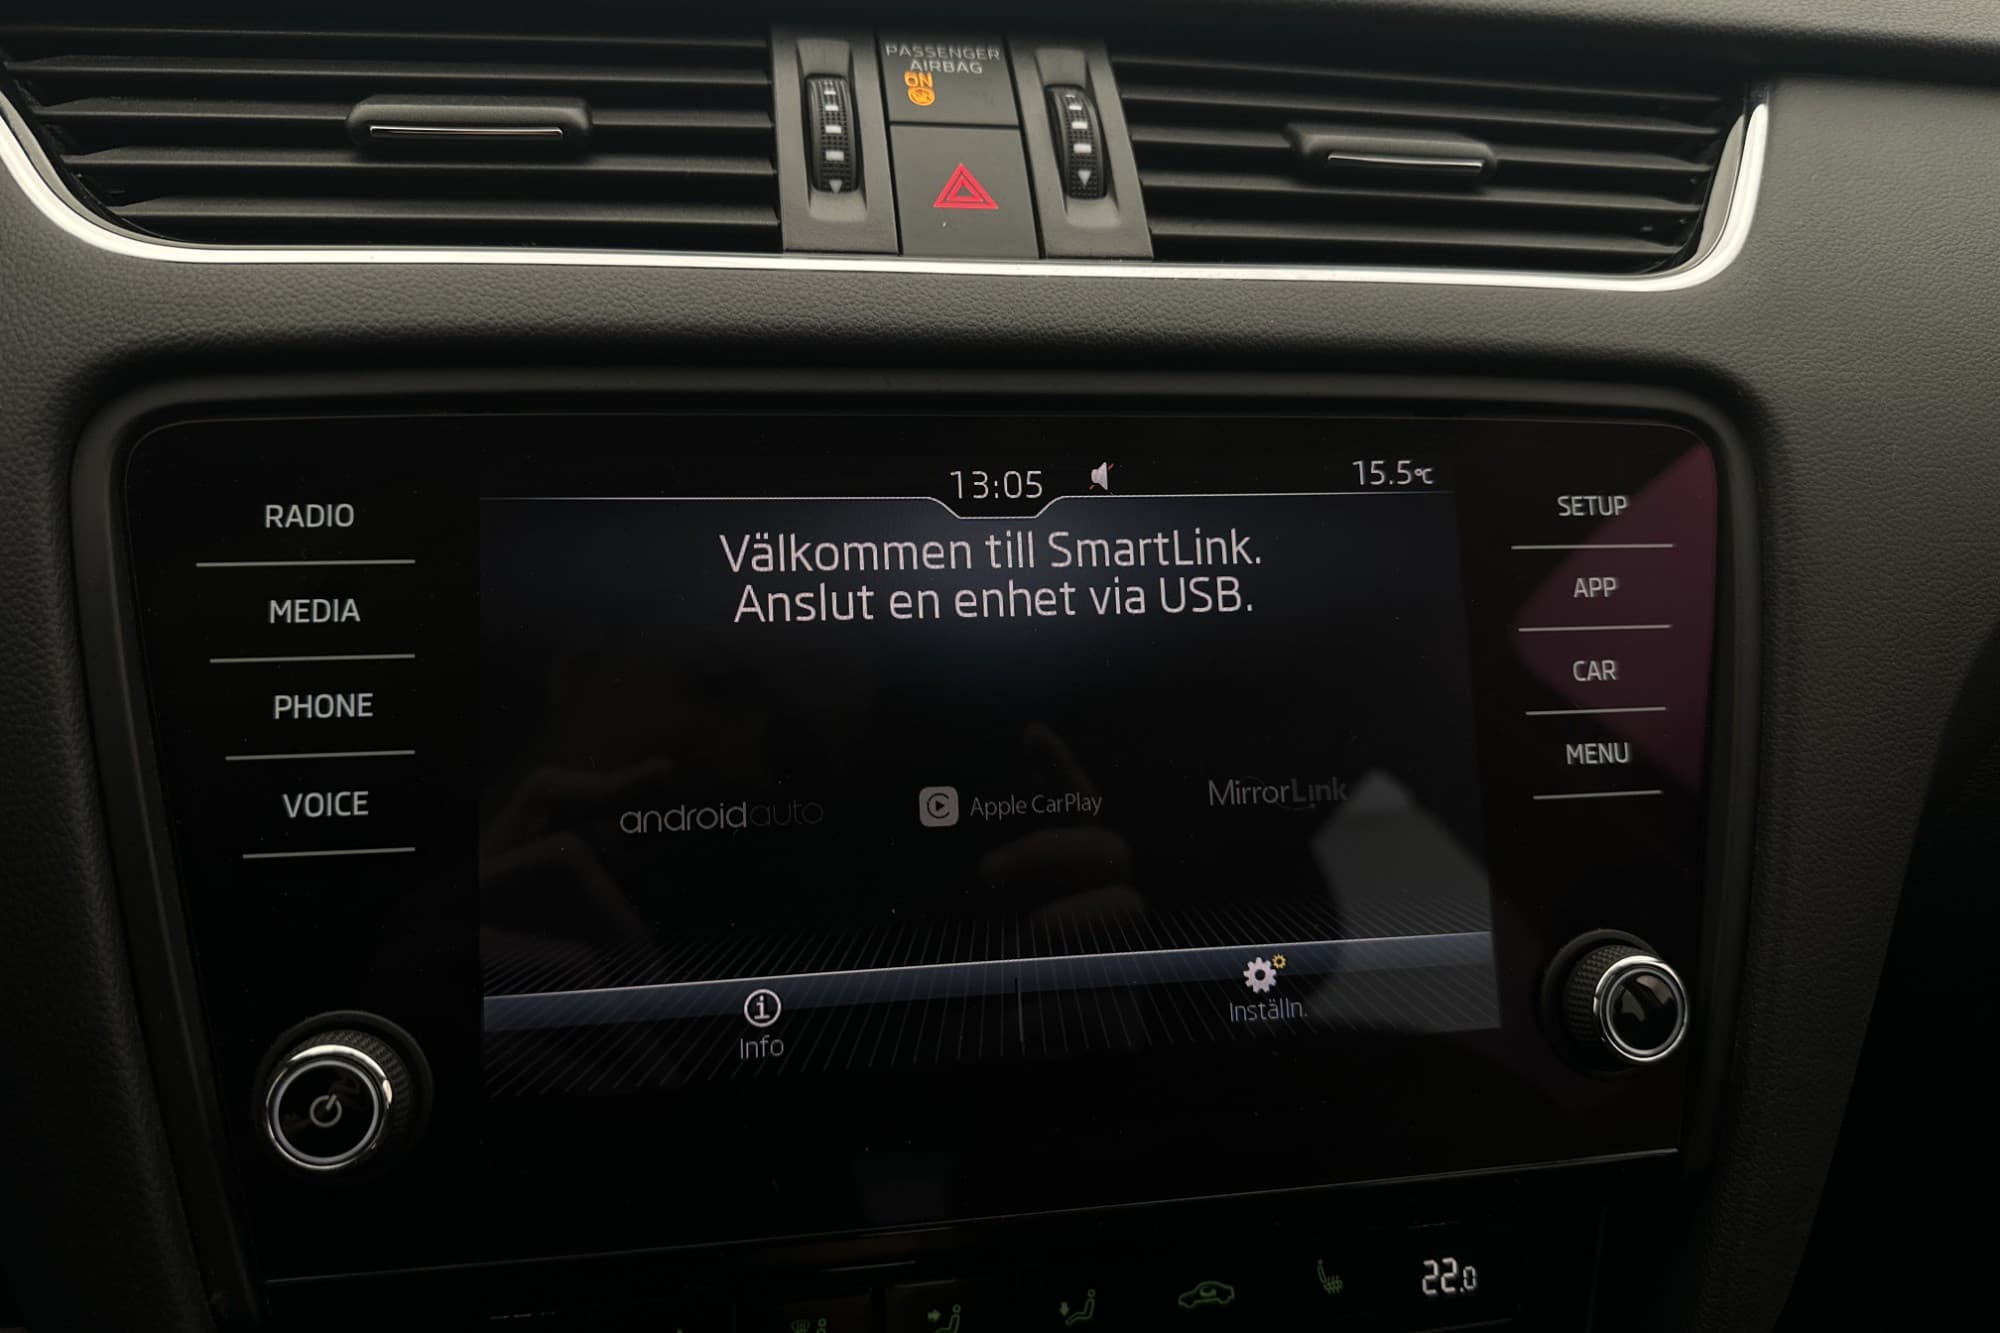 PASSENGER
AIRBAG
ON
13:05
15.5°C
RADIO
MEDIA
PHONE
VOICE
Välkommen till SmartLink.
Anslut en enhet via USB.
androidauto
Apple CarPlay
MirrorLink
Info
Inställn.
SETUP
APP
CAR
MENU
22.0